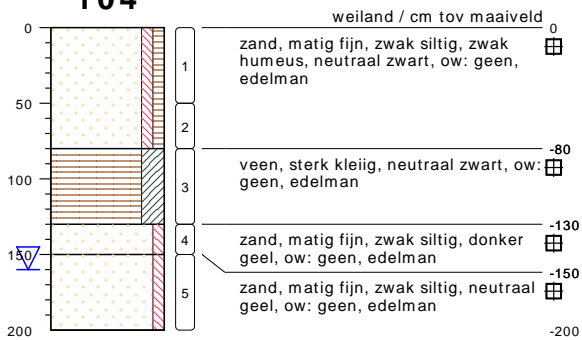 104
weiland / cm tov maaiveld
0
0
zand, matig fijn, zwak siltig, zwak
humeus, neutraal zwart, ow: geen,
edelman
1
50
2
-80
veen, sterk kleiig, neutraal zwart, ow:
geen, edelman
100
3
-130
zand, matig fijn, zwak siltig, donker
geel, ow: geen, edelman
4
150
-150
zand, matig fijn, zwak siltig, neutraal
geel, ow: geen, edelman
5
200
-200